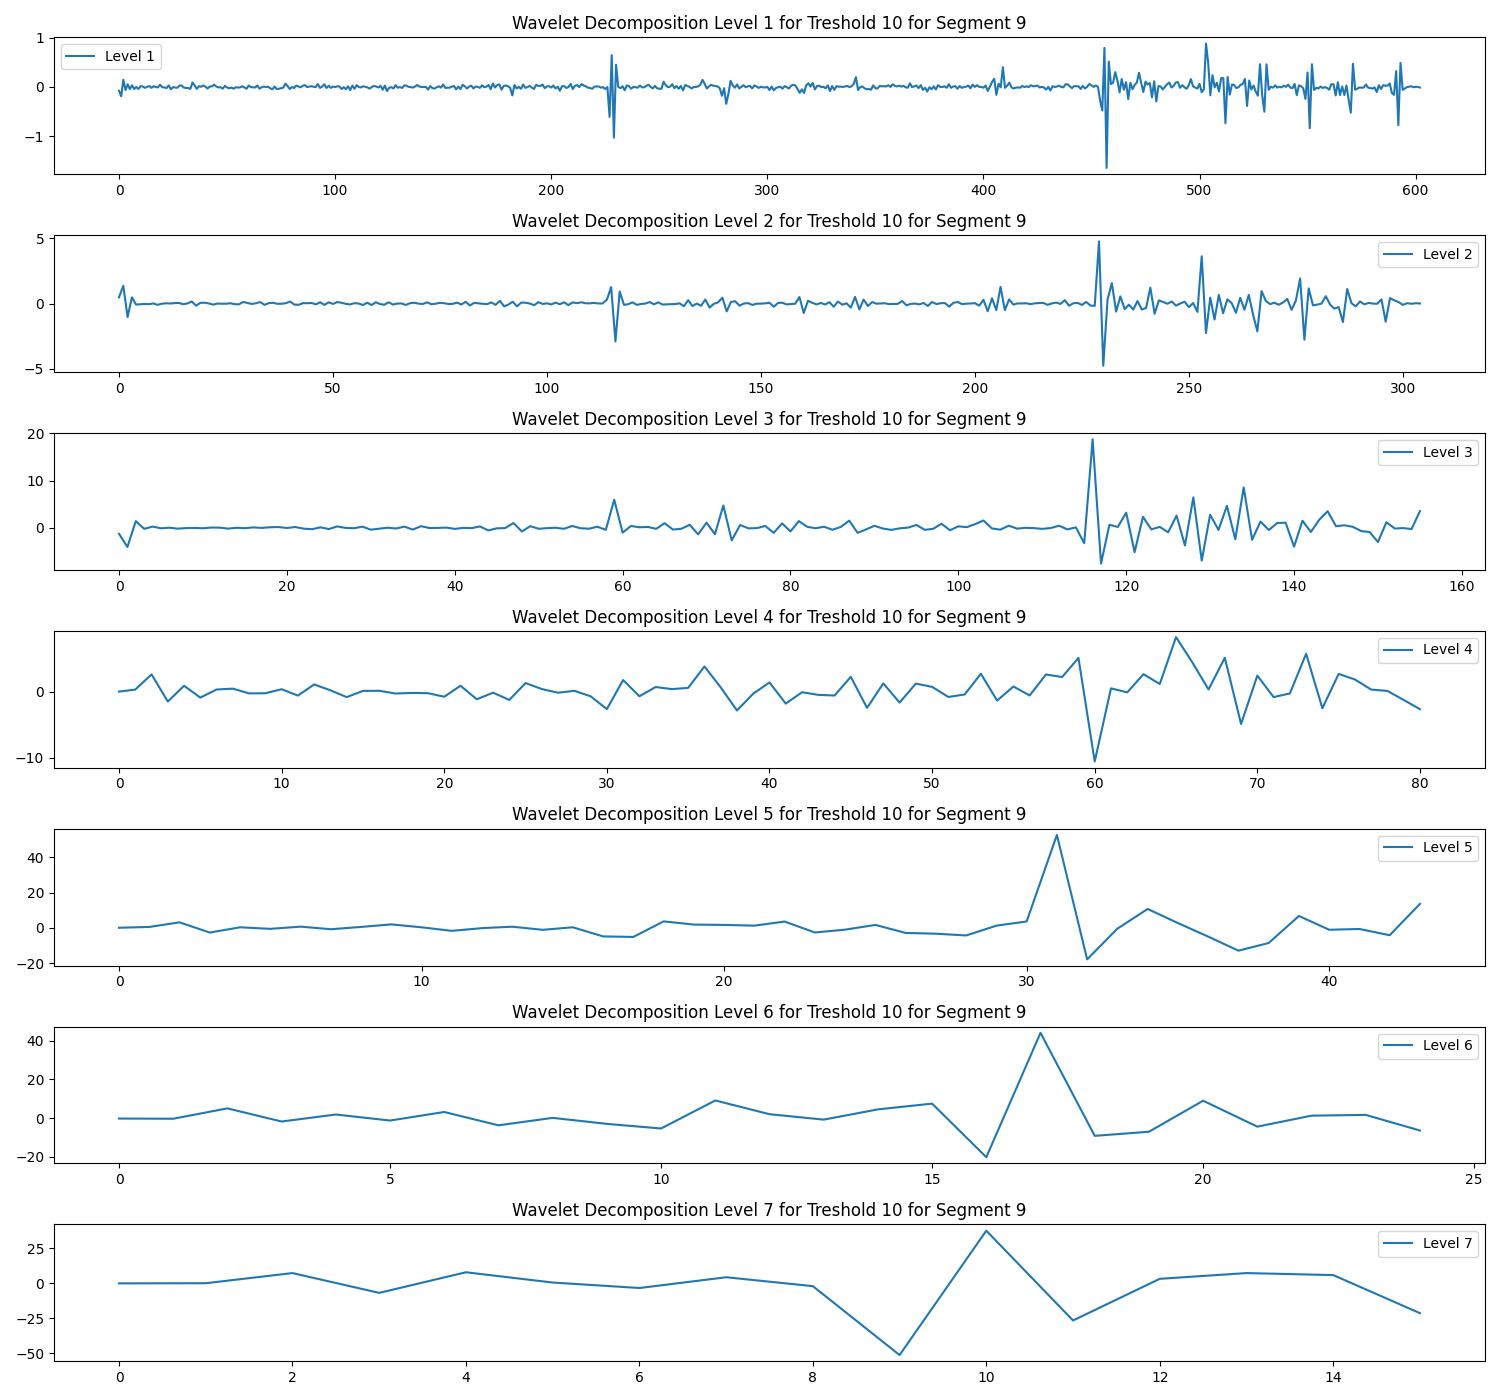 Wavelet Decomposition Level 1 for Treshold 10 for Segment 9
1
0
−1
Level 1
0 100 200 300 400 500 600
Wavelet Decomposition Level 2 for Treshold 10 for Segment 9
5
0
−5
Level 2
0 50 100 150 200 250 300
Wavelet Decomposition Level 3 for Treshold 10 for Segment 9
20
10
0
Level 3
0 20 40 60 80 100 120 140 160
Wavelet Decomposition Level 4 for Treshold 10 for Segment 9
0
−10
Level 4
0 10 20 30 40 50 60 70 80
Wavelet Decomposition Level 5 for Treshold 10 for Segment 9
40
20
0
−20
Level 5
0 10 20 30 40
Wavelet Decomposition Level 6 for Treshold 10 for Segment 9
40
20
0
−20
Level 6
0 5 10 15 20 25
Wavelet Decomposition Level 7 for Treshold 10 for Segment 9
25
0
−25
−50
Level 7
0 2 4 6 8 10 12 14